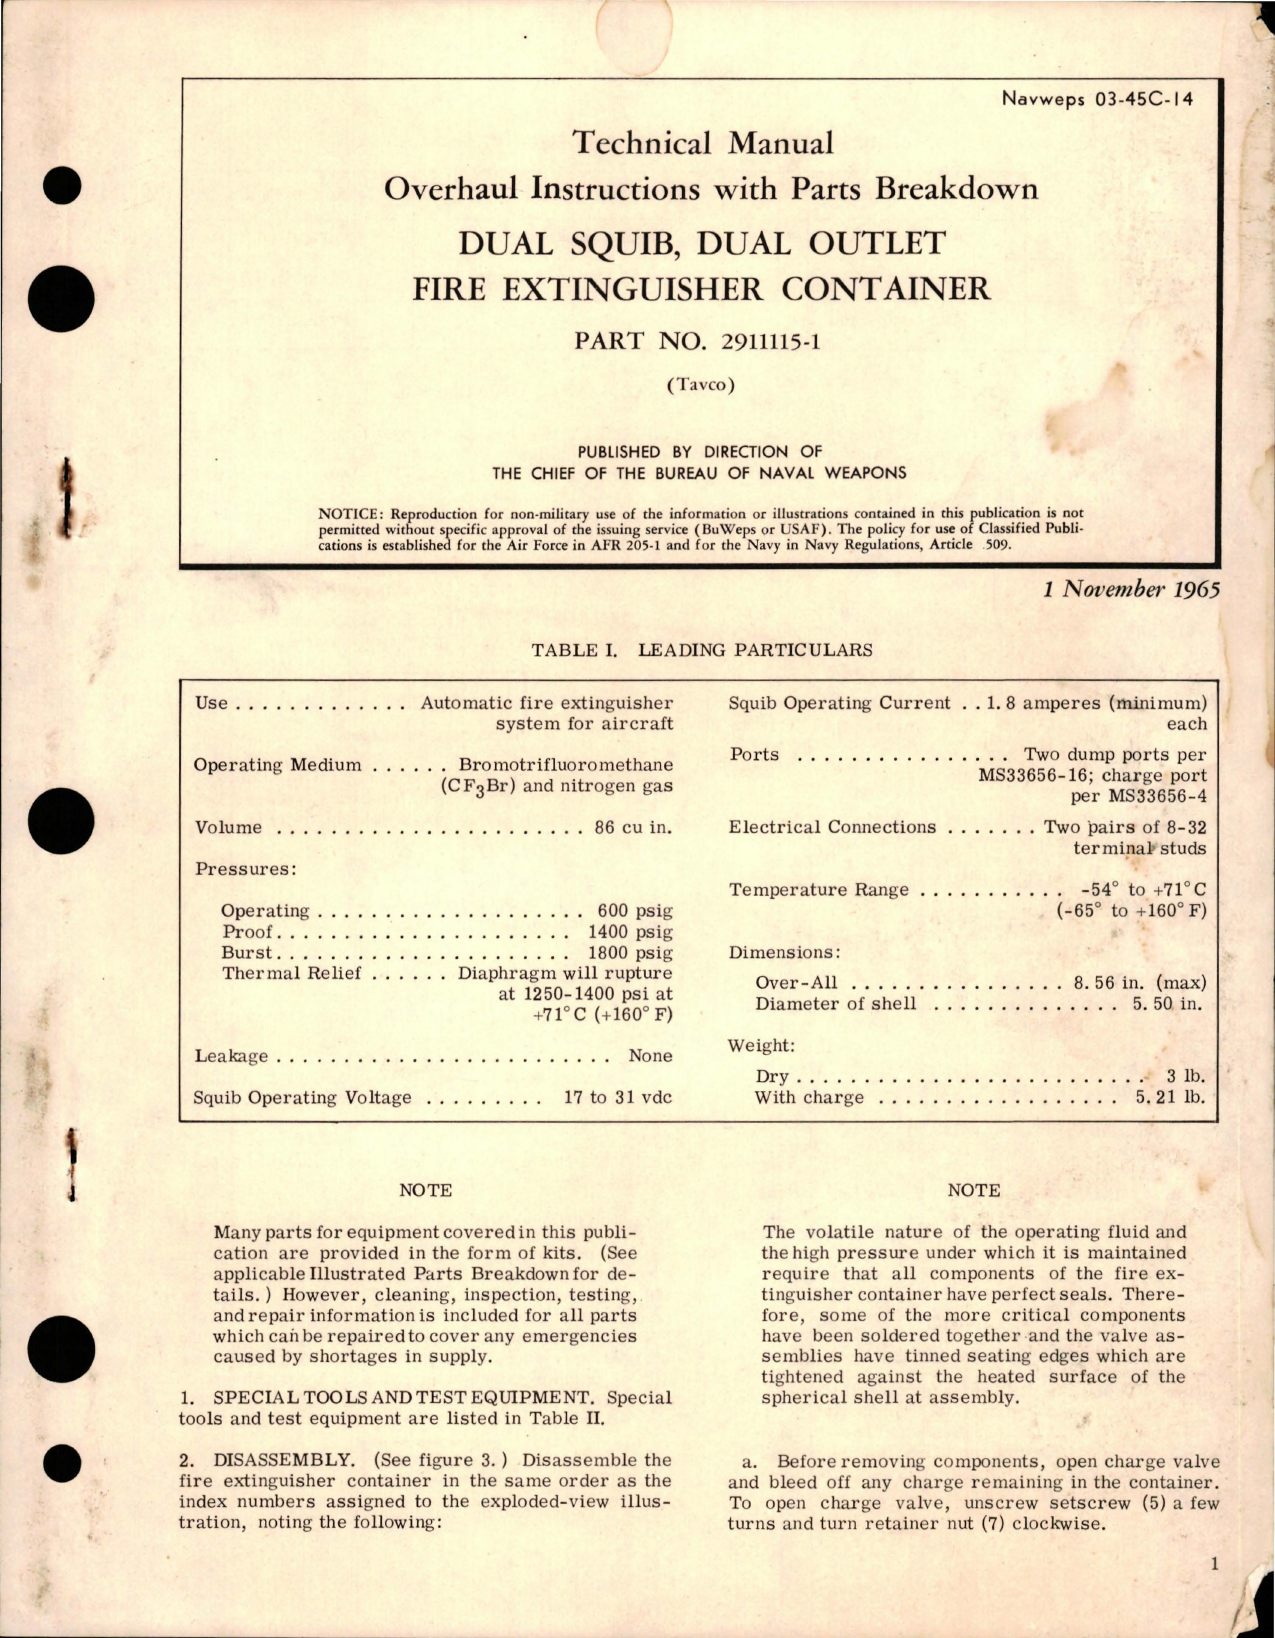 Navweps 03-45C-14
Technical Manual
Overhaul Instructions with Parts Breakdown
DUAL SQUIB, DUAL OUTLET
FIRE EXTINGUISHER CONTAINER
PART NO. 2911115-1
(Tavco)
PUBLISHED BY DIRECTION OF
THE CHIEF OF THE BUREAU OF NAVAL WEAPONS
NOTICE: Reproduction for non-military use of the information or illustrations contained in this publication is not
permitted without specific approval of the issuing service (BuWeps or USAF). The policy for use of Classified Publi-
cations is established for the Air Force in AFR 205-1 and for the Navy in Navy Regulations, Article 509.
1 November 1965
TABLE I. LEADING PARTICULARS
Use . . . . . . . . . . . . . Automatic fire extinguisher
system for aircraft
Operating Medium . . . . . . Bromotrifluoromethane
(CF3Br) and nitrogen gas
Volume . . . . . . . . . . . . . . . . . . . . . . . 86 cu in.
Pressures:
Operating . . . . . . . . . . . . . . . . . . . . 600 psig
Proof. . . . . . . . . . . . . . . . . . . . . . . 1400 psig
Burst. . . . . . . . . . . . . . . . . . . . . . . 1800 psig
Thermal Relief . . . . . . Diaphragm will rupture
at 1250-1400 psi at
+71°C (+160°F)
Leakage . . . . . . . . . . . . . . . . . . . . . . . . . None
Squib Operating Voltage . . . . . . . . . 17 to 31 vdc
Squib Operating Current . . 1.8 amperes (minimum)
each
Ports . . . . . . . . . . . . . . . . Two dump ports per
MS33656-16; charge port
per MS33656-4
Electrical Connections . . . . . . . Two pairs of 8-32
terminal studs
Temperature Range . . . . . . . . . . . -54° to +71°C
(-65° to +160°F)
Dimensions:
Over-All . . . . . . . . . . . . . . . . 8.56 in. (max)
Diameter of shell . . . . . . . . . . . . . . 5.50 in.
Weight:
Dry . . . . . . . . . . . . . . . . . . . . . . . . . . 3 lb.
With charge . . . . . . . . . . . . . . . . . . 5.21 lb.
NOTE
Many parts for equipment covered in this publi-
cation are provided in the form of kits. (See
applicable Illustrated Parts Breakdown for de-
tails.) However, cleaning, inspection, testing,
and repair information is included for all parts
which can be repaired to cover any emergencies
caused by shortages in supply.
1. SPECIAL TOOLS AND TEST EQUIPMENT. Special
tools and test equipment are listed in Table II.
2. DISASSEMBLY. (See figure 3.) Disassemble the
fire extinguisher container in the same order as the
index numbers assigned to the exploded-view illus-
tration, noting the following:
NOTE
The volatile nature of the operating fluid and
the high pressure under which it is maintained
require that all components of the fire ex-
tinguisher container have perfect seals. There-
fore, some of the more critical components
have been soldered together and the valve as-
semblies have tinned seating edges which are
tightened against the heated surface of the
spherical shell at assembly.
a. Before removing components, open charge valve
and bleed off any charge remaining in the container.
To open charge valve, unscrew setscrew (5) a few
turns and turn retainer nut (7) clockwise.
1